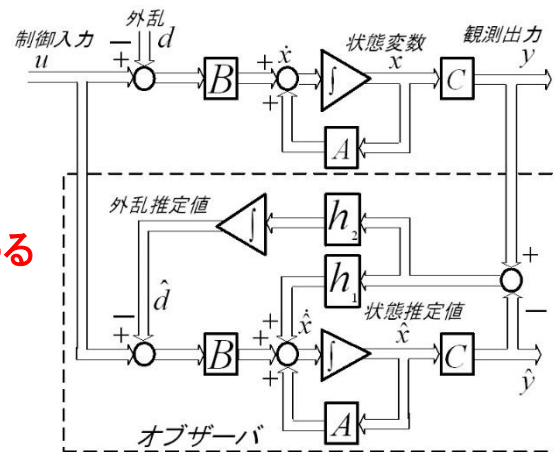 外乱
制御入力
− d
u
+
B
+ ẋ
+
∫
状態変数
x
C
観測出力
y
A
外乱推定値
∫
h₂
る
h₁
+
−
d̂
−
+
B
+
+ x̂̇
+
∫
状態推定値
x̂
C
ŷ
A
オブザーバ